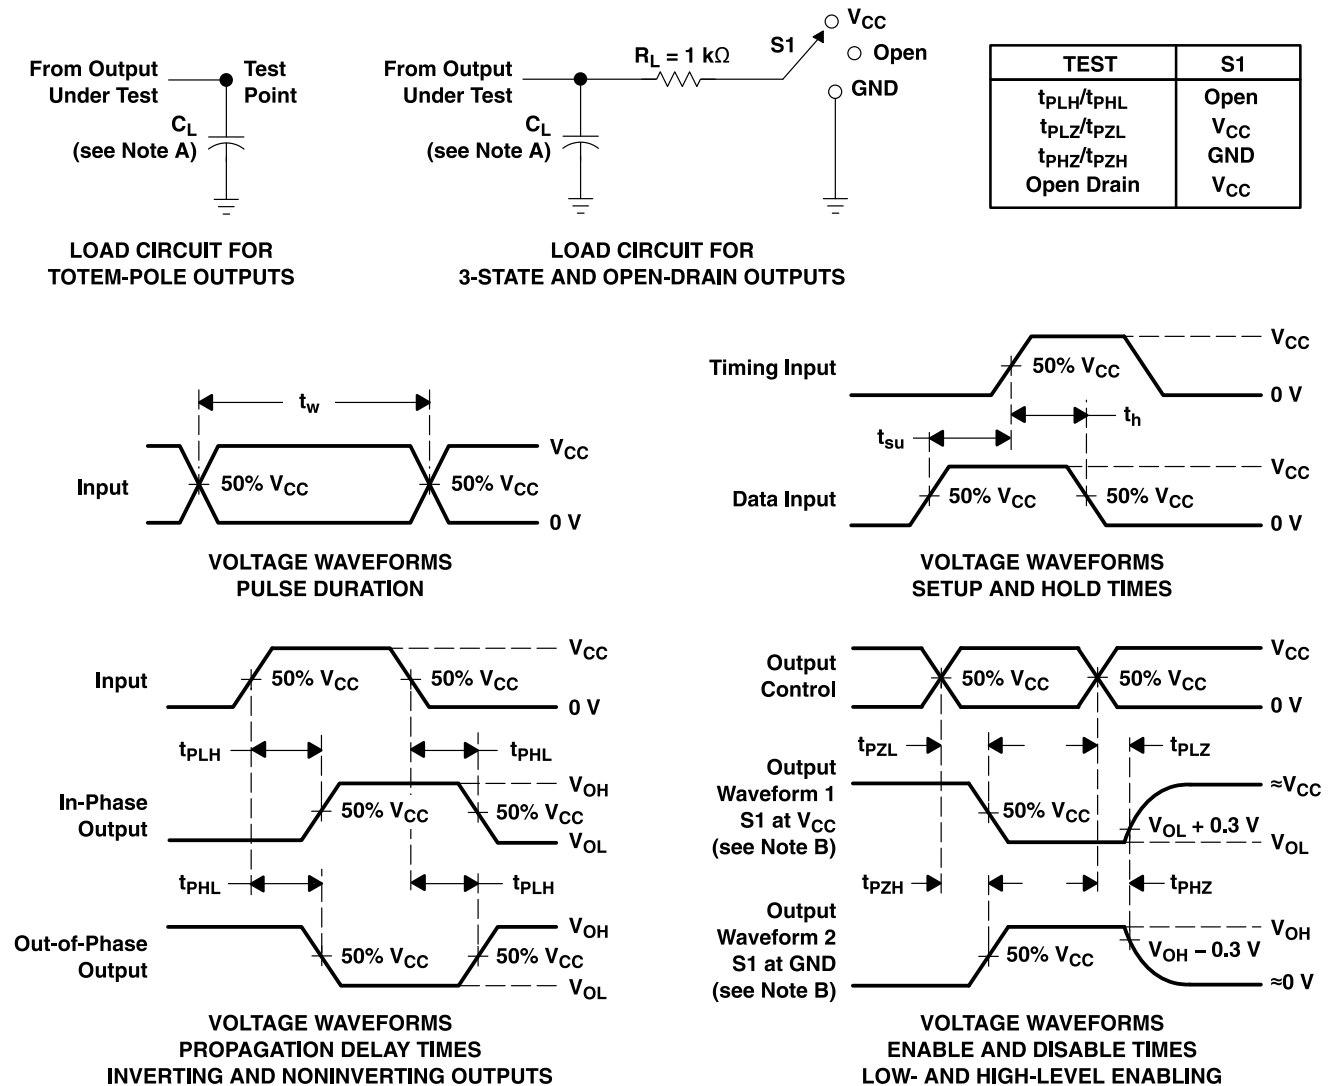 From Output
Under Test
Test
Point
CL
(see Note A)
LOAD CIRCUIT FOR
TOTEM-POLE OUTPUTS
From Output
Under Test
RL = 1 kΩ
S1
VCC
Open
GND
CL
(see Note A)
LOAD CIRCUIT FOR
3-STATE AND OPEN-DRAIN OUTPUTS
TEST S1
tPLH/tPHL Open
tPLZ/tPZL VCC
tPHZ/tPZH GND
Open Drain VCC
tw
Input
50% VCC
50% VCC
VCC
0 V
VOLTAGE WAVEFORMS
PULSE DURATION
Timing Input
50% VCC
VCC
0 V
tsu
th
Data Input
50% VCC
50% VCC
VCC
0 V
VOLTAGE WAVEFORMS
SETUP AND HOLD TIMES
Input
50% VCC
50% VCC
VCC
0 V
tPLH
tPHL
In-Phase
Output
50% VCC
50% VCC
VOH
VOL
tPHL
tPLH
Out-of-Phase
Output
50% VCC
50% VCC
VOH
VOL
VOLTAGE WAVEFORMS
PROPAGATION DELAY TIMES
INVERTING AND NONINVERTING OUTPUTS
Output
Control
50% VCC
50% VCC
VCC
0 V
tPZL
tPLZ
Output
Waveform 1
S1 at VCC
(see Note B)
50% VCC
VOL + 0.3 V
≈VCC
VOL
tPZH
tPHZ
Output
Waveform 2
S1 at GND
(see Note B)
50% VCC
VOH − 0.3 V
VOH
≈0 V
VOLTAGE WAVEFORMS
ENABLE AND DISABLE TIMES
LOW- AND HIGH-LEVEL ENABLING